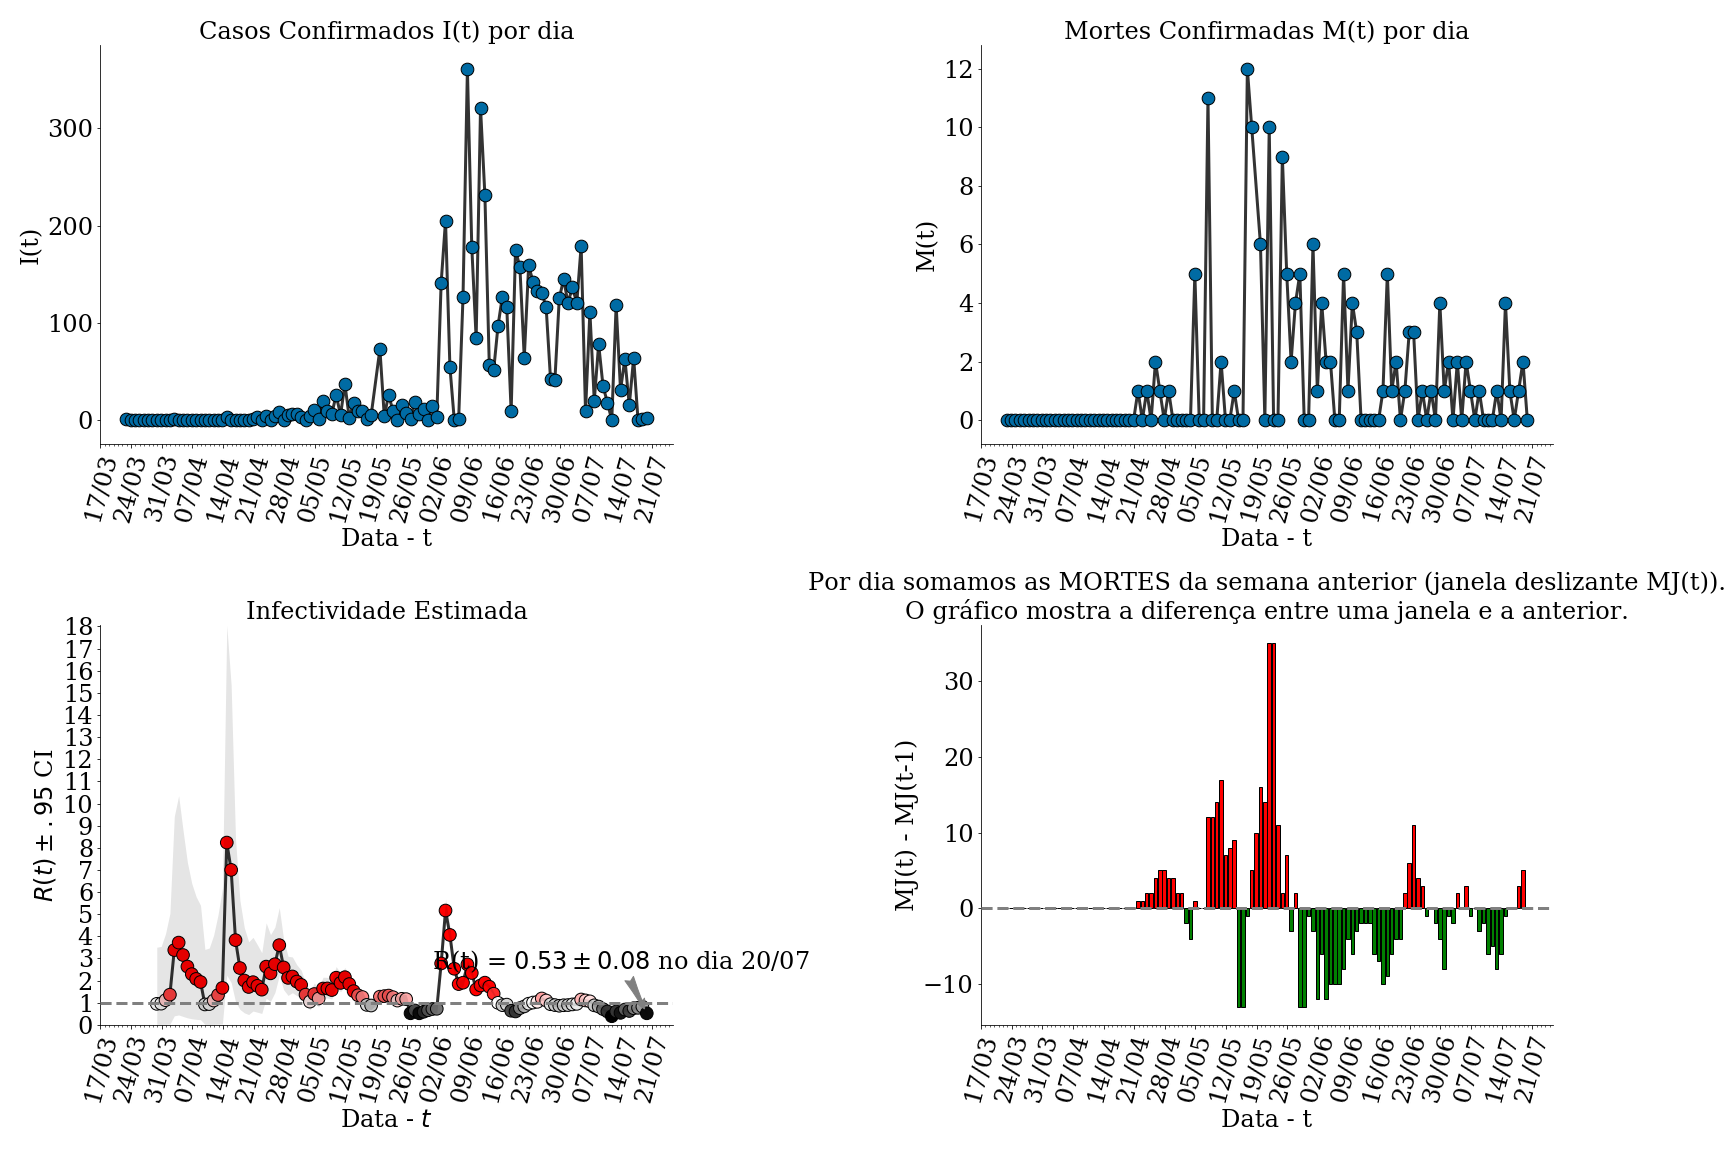 Casos Confirmados I(t) por dia
I(t)
300
200
100
0
17/03 24/03 31/03 07/04 14/04 21/04 28/04 05/05 12/05 19/05 26/05 02/06 09/06 16/06 23/06 30/06 07/07 14/07 21/07
Data - t
Mortes Confirmadas M(t) por dia
M(t)
12
10
8
6
4
2
0
17/03 24/03 31/03 07/04 14/04 21/04 28/04 05/05 12/05 19/05 26/05 02/06 09/06 16/06 23/06 30/06 07/07 14/07 21/07
Data - t
Infectividade Estimada
R(t) ± .95 CI
18
17
16
15
14
13
12
11
10
9
8
7
6
5
4
3
2
1
0
R(t) = 0.53 ± 0.08 no dia 20/07
17/03 24/03 31/03 07/04 14/04 21/04 28/04 05/05 12/05 19/05 26/05 02/06 09/06 16/06 23/06 30/06 07/07 14/07 21/07
Data - t
Por dia somamos as MORTES da semana anterior (janela deslizante MJ(t)).
O gráfico mostra a diferença entre uma janela e a anterior.
MJ(t) - MJ(t-1)
30
20
10
0
−10
17/03 24/03 31/03 07/04 14/04 21/04 28/04 05/05 12/05 19/05 26/05 02/06 09/06 16/06 23/06 30/06 07/07 14/07 21/07
Data - t